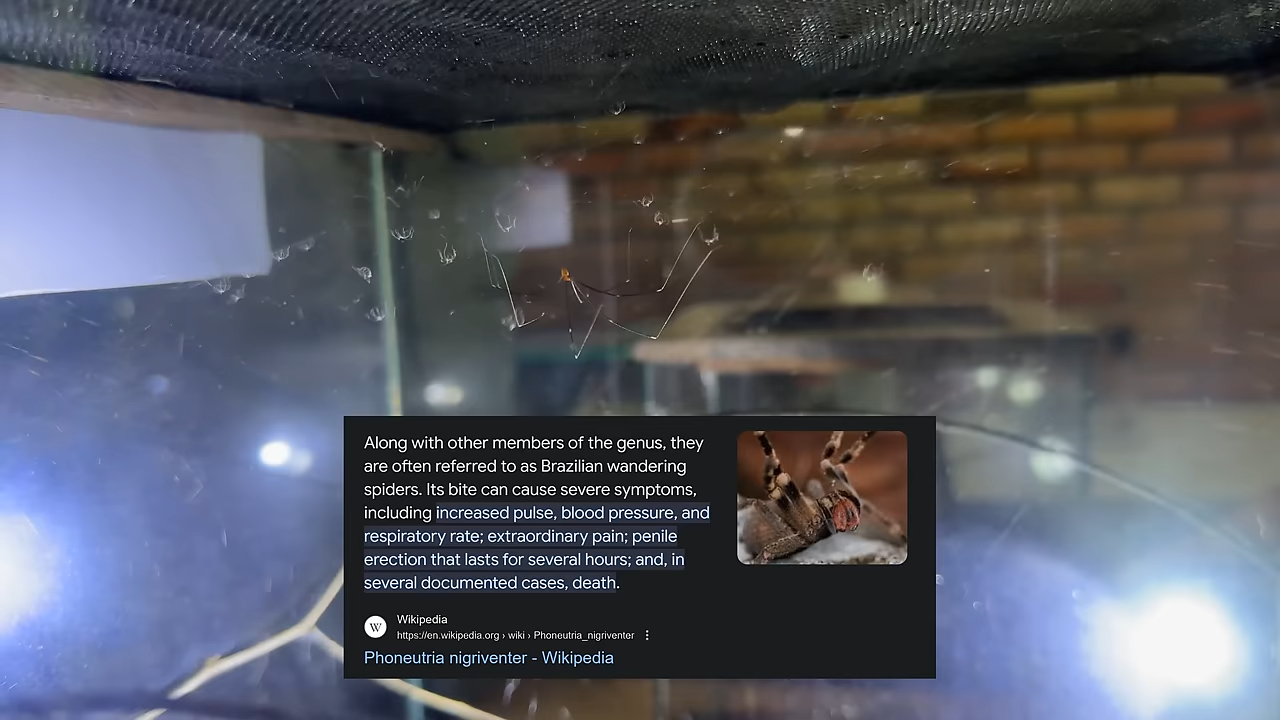 Along with other members of the genus, they
are often referred to as Brazilian wandering
spiders. Its bite can cause severe symptoms,
including increased pulse, blood pressure, and
respiratory rate; extraordinary pain; penile
erection that lasts for several hours; and, in
several documented cases, death.
W
Wikipedia
https://en.wikipedia.org › wiki › Phoneutria_nigriventer
Phoneutria nigriventer - Wikipedia